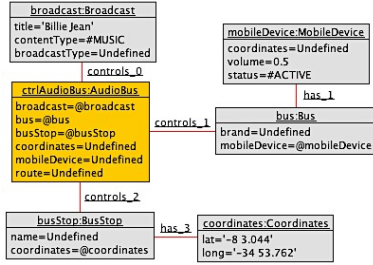 broadcast:Broadcast
title='Billie Jean'
contentType=#MUSIC
broadcastType=Undefined
mobileDevice:MobileDevice
coordinates=Undefined
volume=0.5
status=#ACTIVE
controls_0
has_1
ctrlAudioBus:AudioBus
broadcast=@broadcast
bus=@bus
busStop=@busStop
coordinates=Undefined
mobileDevice=Undefined
route=Undefined
controls_1
bus:Bus
brand=Undefined
mobileDevice=@mobileDevice
controls_2
busStop:BusStop
name=Undefined
coordinates=@coordinates
has_3
coordinates:Coordinates
lat='-8 3.044'
long='-34 53.762'